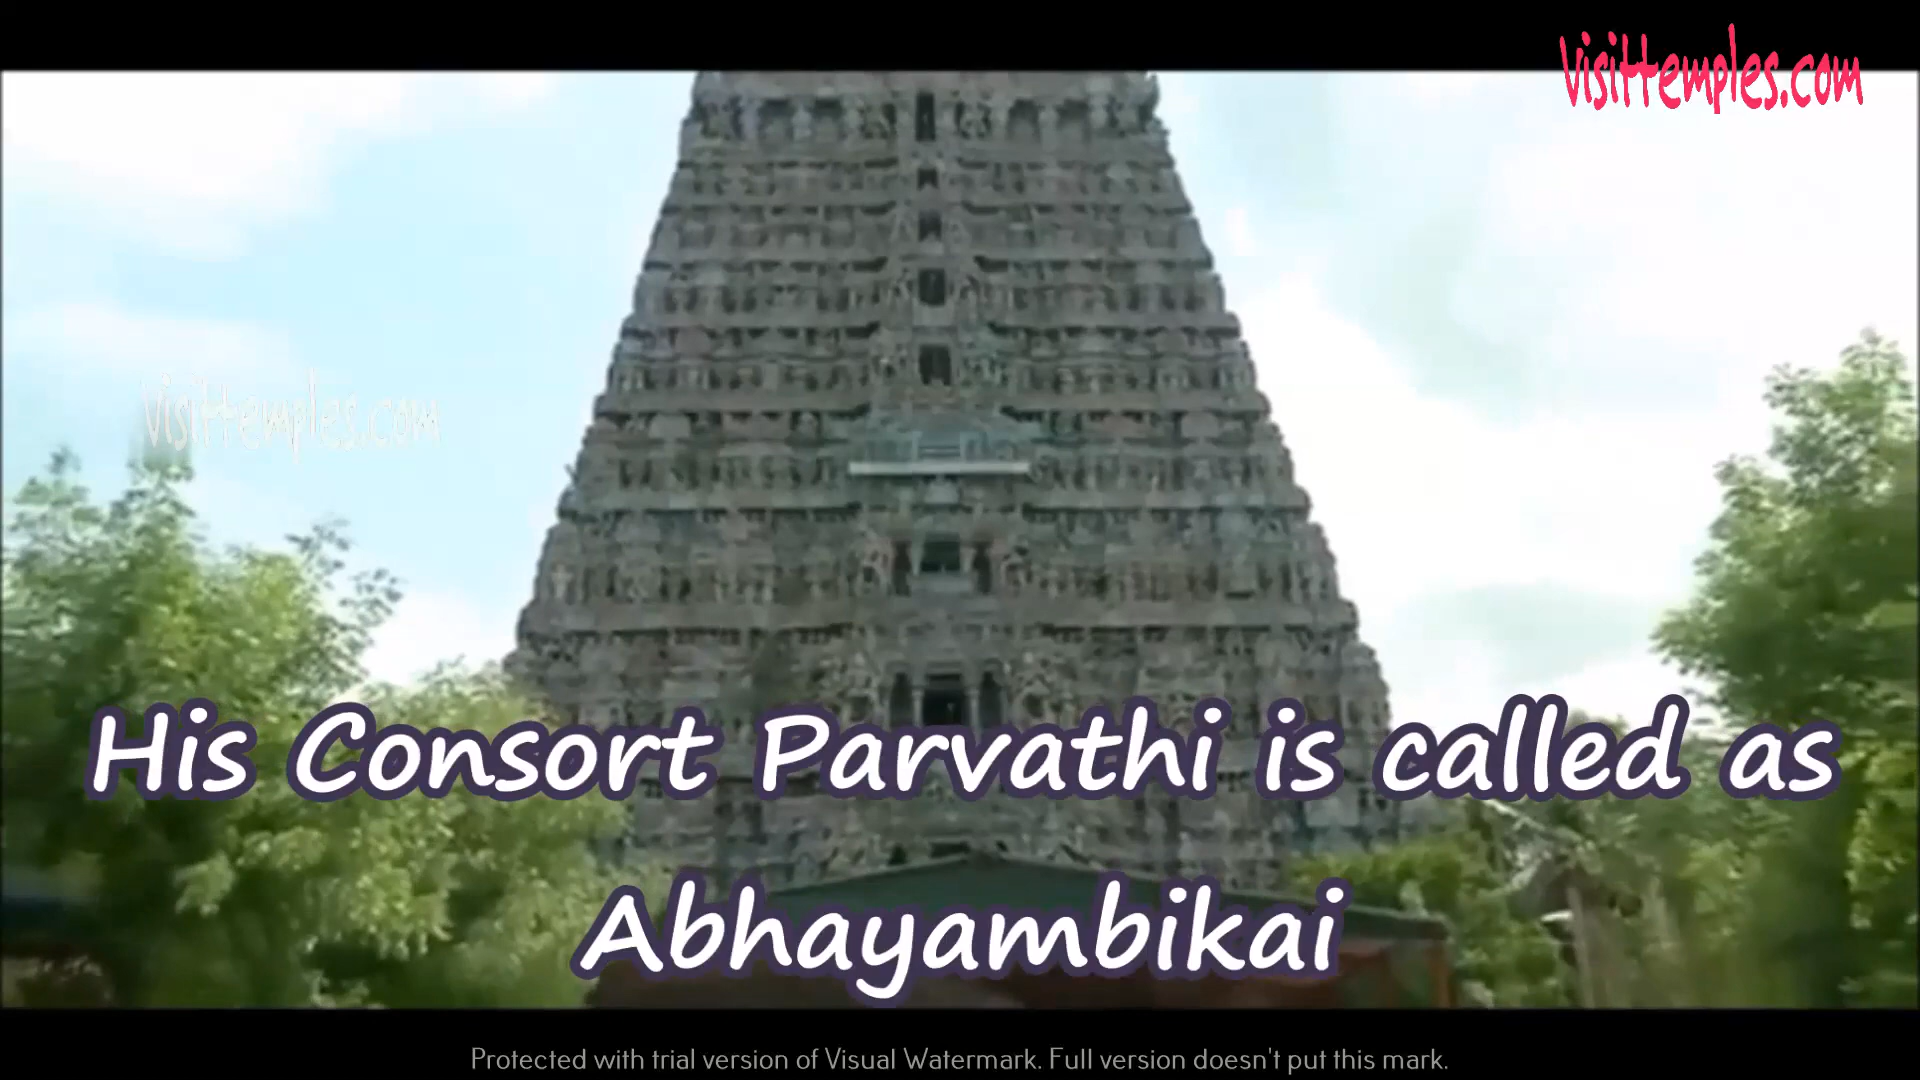 Visittemples.com
Visittemples.com
His Consort Parvathi is called as
Abhayambikai
Protected with trial version of Visual Watermark. Full version doesn't put this mark.